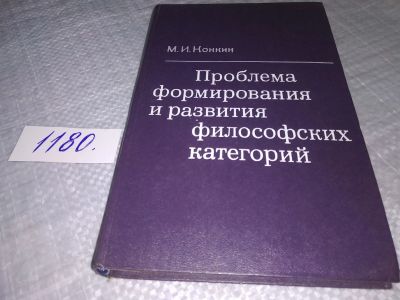 М. И. Конкин
Проблема
формирования
и развития
философских
категорий
1180.